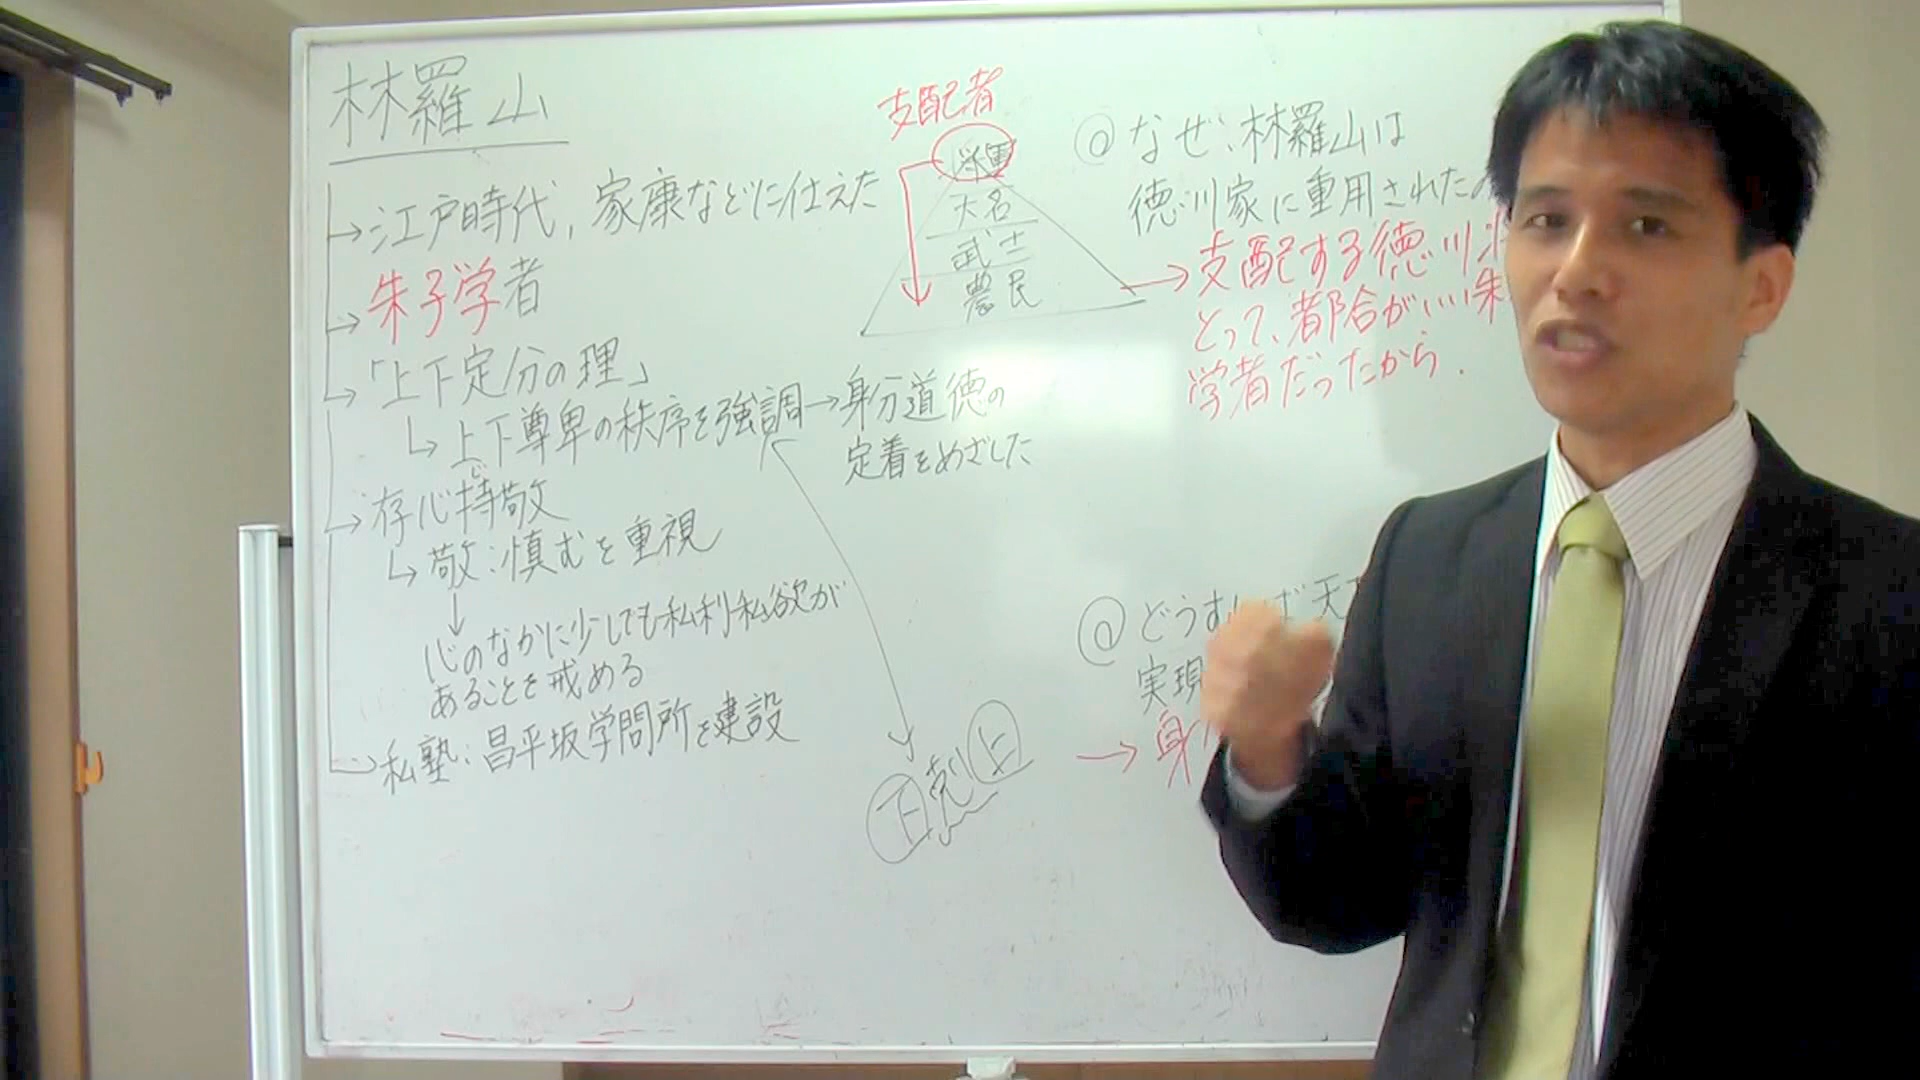 林羅山
→江戸時代, 家康などに仕えた
→朱子学者
→「上下定分の理」
↳上下尊卑の秩序を強調→身分道徳の
定着をめざした
→存心持敬
↳敬:慎むを重視
↓
心のなかに少しでも私利私欲が
あることを戒める
→私塾:昌平坂学問所を建設
支配者
将軍
大名
武士
農民
下剋上
@なぜ、林羅山は
徳川家に重用されたの
→支配する徳川
とって、都合がいい朱
学者だったから.
@どうすれば天
実現
→身